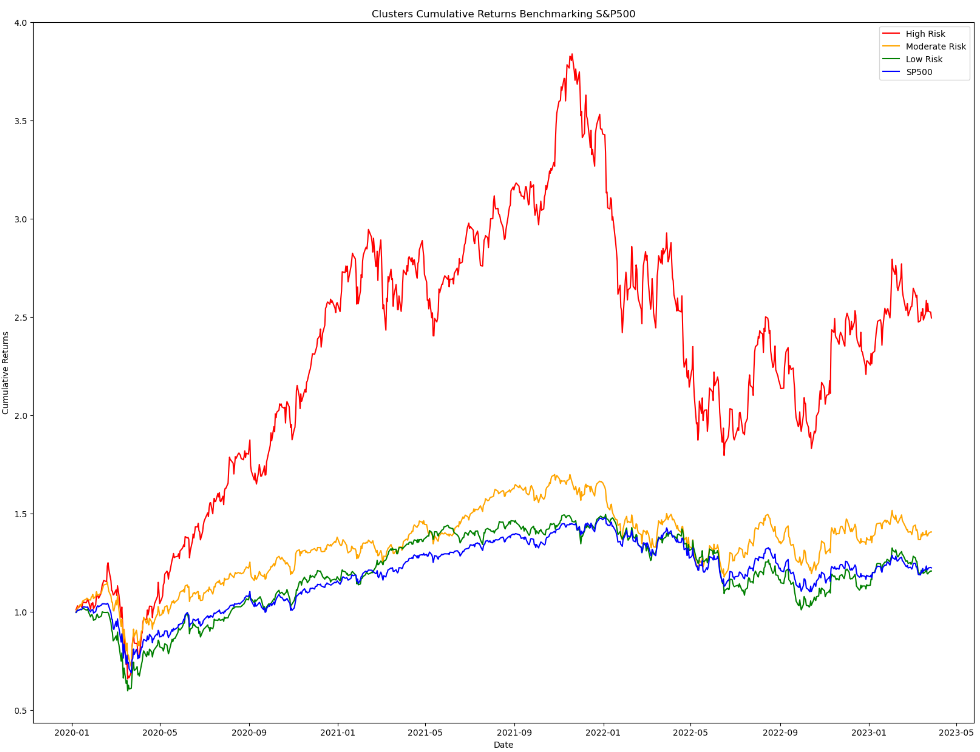 Clusters Cumulative Returns Benchmarking S&P500
High Risk
Moderate Risk
Low Risk
SP500
Cumulative Returns
4.0
3.5
3.0
2.5
2.0
1.5
1.0
0.5
2020-01 2020-05 2020-09 2021-01 2021-05 2021-09 2022-01 2022-05 2022-09 2023-01 2023-05
Date